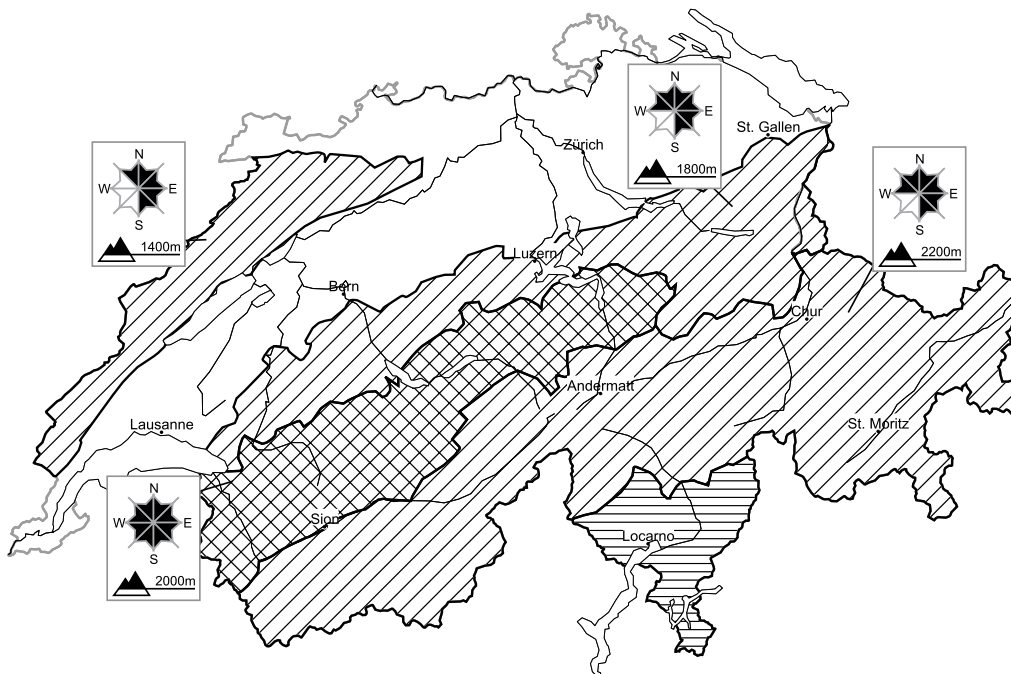 N
W E
S
1800m
St. Gallen
Zürich
N
W E
S
1400m
N
W E
S
2200m
Luzern
Bern
Chur
Andermatt
Lausanne
St. Moritz
N
W E
S
2000m
Sion
Locarno